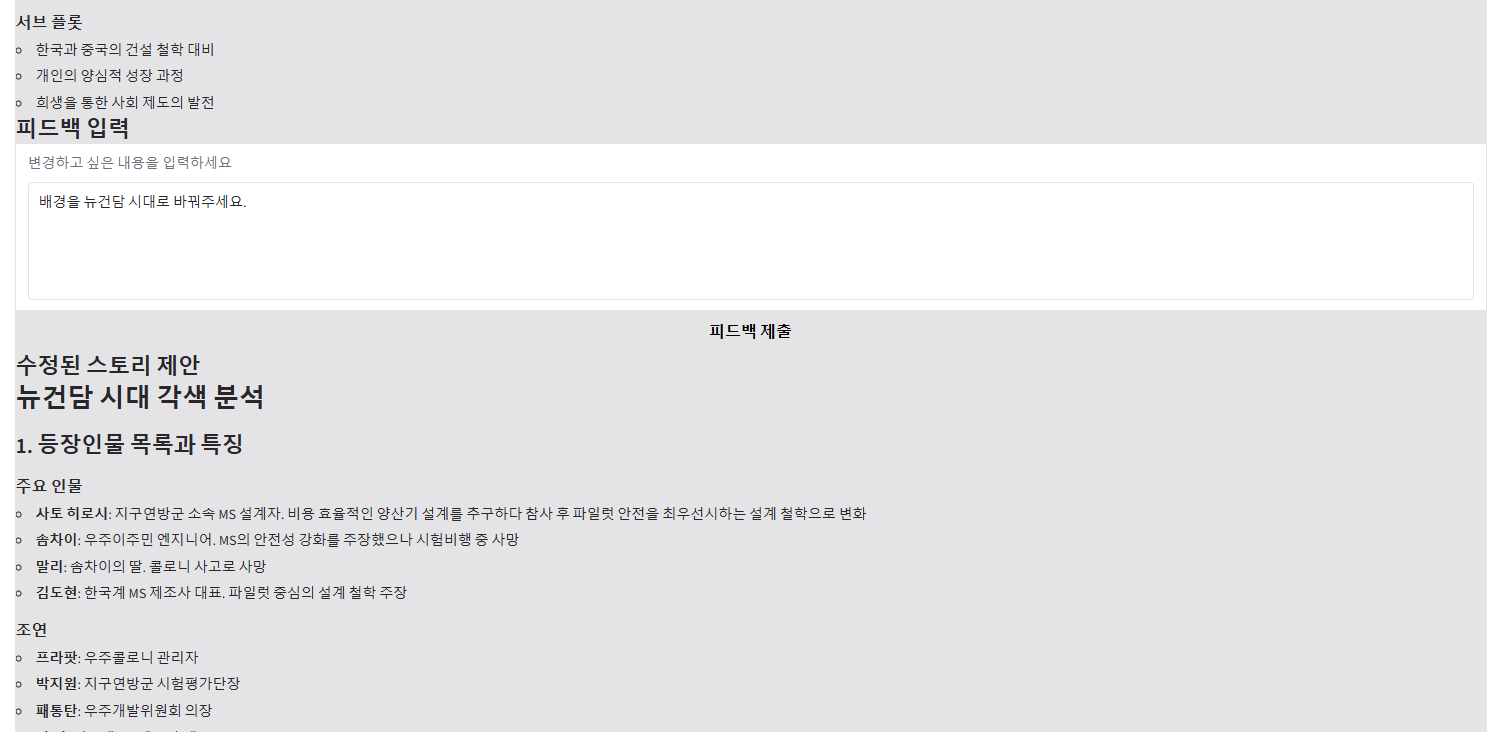 서브 플롯
한국과 중국의 건설 철학 대비
개인의 양심적 성장 과정
희생을 통한 사회 제도의 발전
피드백 입력
변경하고 싶은 내용을 입력하세요
배경을 뉴건담 시대로 바꿔주세요.
피드백 제출
수정된 스토리 제안
뉴건담 시대 각색 분석
1. 등장인물 목록과 특징
주요 인물
사토 히로시: 지구연방군 소속 MS 설계자. 비용 효율적인 양산기 설계를 추구하다 참사 후 파일럿 안전을 최우선시하는 설계 철학으로 변화
솜차이: 우주이주민 엔지니어. MS의 안전성 강화를 주장했으나 시험비행 중 사망
말리: 솜차이의 딸. 콜로니 사고로 사망
김도현: 한국계 MS 제조사 대표. 파일럿 중심의 설계 철학 주장
조연
프라팟: 우주콜로니 관리자
박지원: 지구연방군 시험평가단장
패통탄: 우주개발위원회 의장